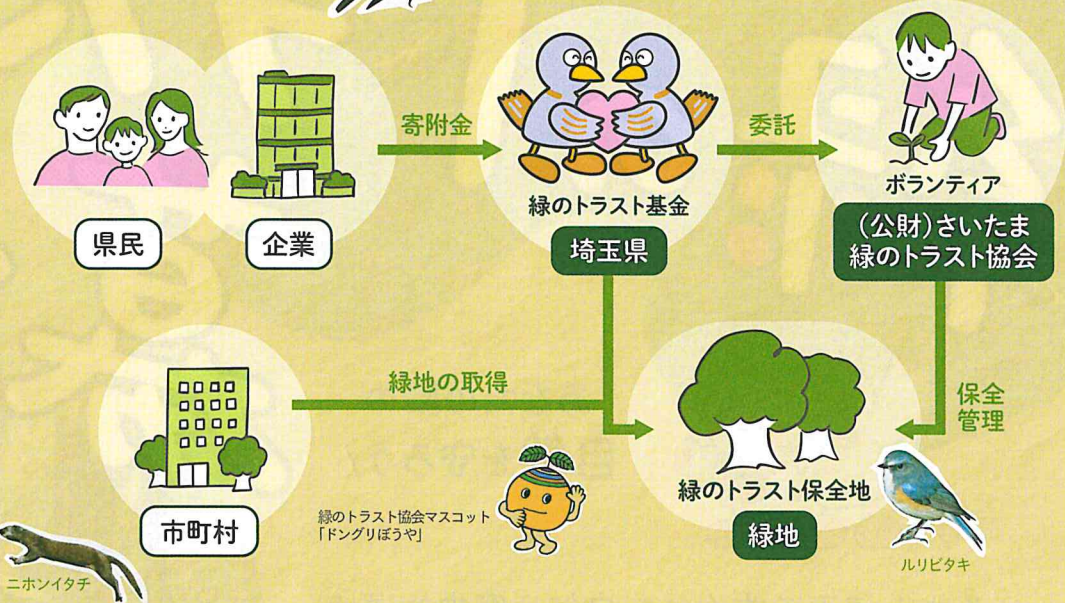 寄附金
委託
緑のトラスト基金
ボランティア
県民
企業
埼玉県
(公財)さいたま
緑のトラスト協会
緑地の取得
保全
管理
緑のトラスト保全地
市町村
緑のトラスト協会マスコット
「ドングリぼうや」
緑地
ルリビタキ
ニホンイタチ